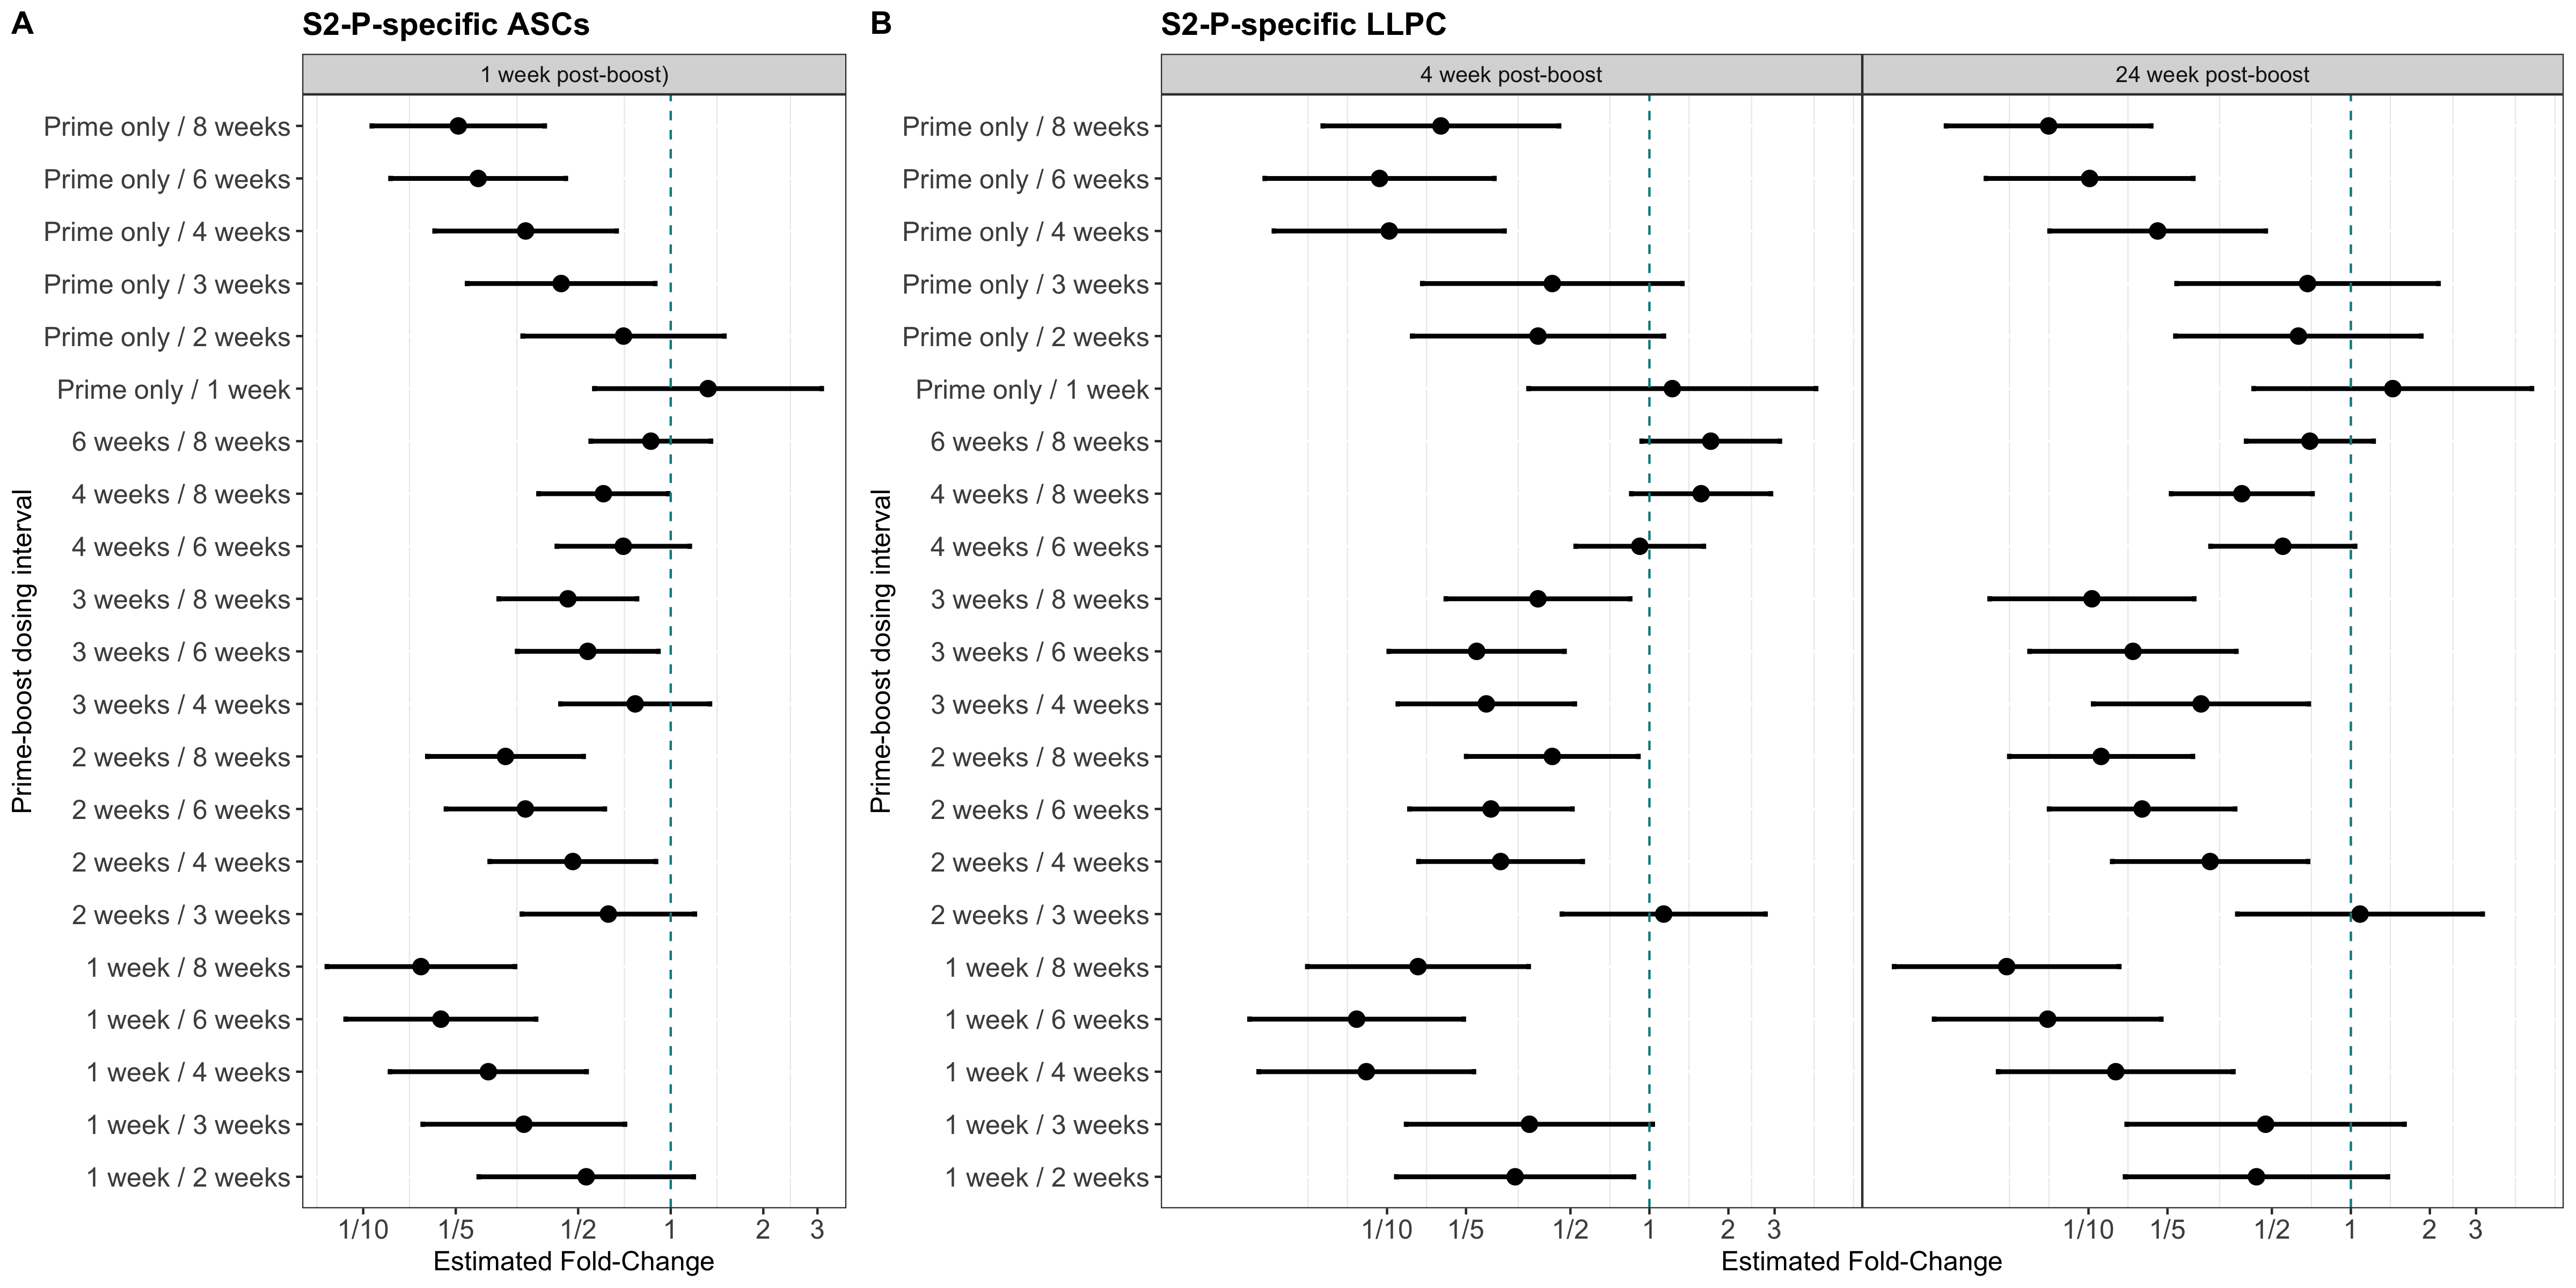 A
S2-P-specific ASCs
1 week post-boost)
Prime-boost dosing interval
Prime only / 8 weeks
Prime only / 6 weeks
Prime only / 4 weeks
Prime only / 3 weeks
Prime only / 2 weeks
Prime only / 1 week
6 weeks / 8 weeks
4 weeks / 8 weeks
4 weeks / 6 weeks
3 weeks / 8 weeks
3 weeks / 6 weeks
3 weeks / 4 weeks
2 weeks / 8 weeks
2 weeks / 6 weeks
2 weeks / 4 weeks
2 weeks / 3 weeks
1 week / 8 weeks
1 week / 6 weeks
1 week / 4 weeks
1 week / 3 weeks
1 week / 2 weeks
1/10 1/5 1/2 1 2 3
Estimated Fold-Change
B
S2-P-specific LLPC
4 week post-boost
24 week post-boost
Prime-boost dosing interval
Prime only / 8 weeks
Prime only / 6 weeks
Prime only / 4 weeks
Prime only / 3 weeks
Prime only / 2 weeks
Prime only / 1 week
6 weeks / 8 weeks
4 weeks / 8 weeks
4 weeks / 6 weeks
3 weeks / 8 weeks
3 weeks / 6 weeks
3 weeks / 4 weeks
2 weeks / 8 weeks
2 weeks / 6 weeks
2 weeks / 4 weeks
2 weeks / 3 weeks
1 week / 8 weeks
1 week / 6 weeks
1 week / 4 weeks
1 week / 3 weeks
1 week / 2 weeks
1/10 1/5 1/2 1 2 3
1/10 1/5 1/2 1 2 3
Estimated Fold-Change